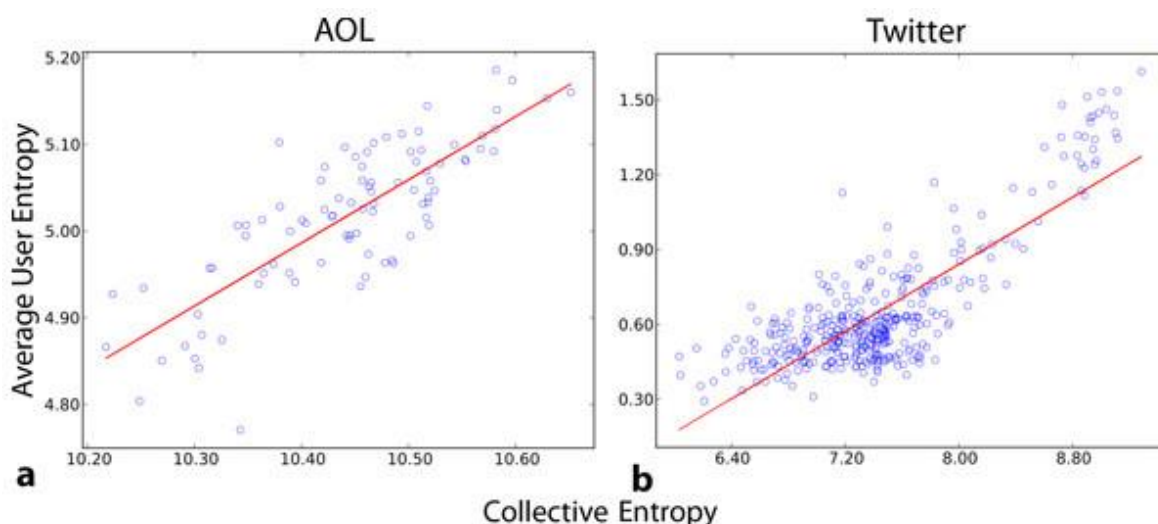 AOL
Twitter
Average User Entropy
5.20
5.10
5.00
4.90
4.80
10.20 10.30 10.40 10.50 10.60
a
1.50
1.20
0.90
0.60
0.30
6.40 7.20 8.00 8.80
b
Collective Entropy